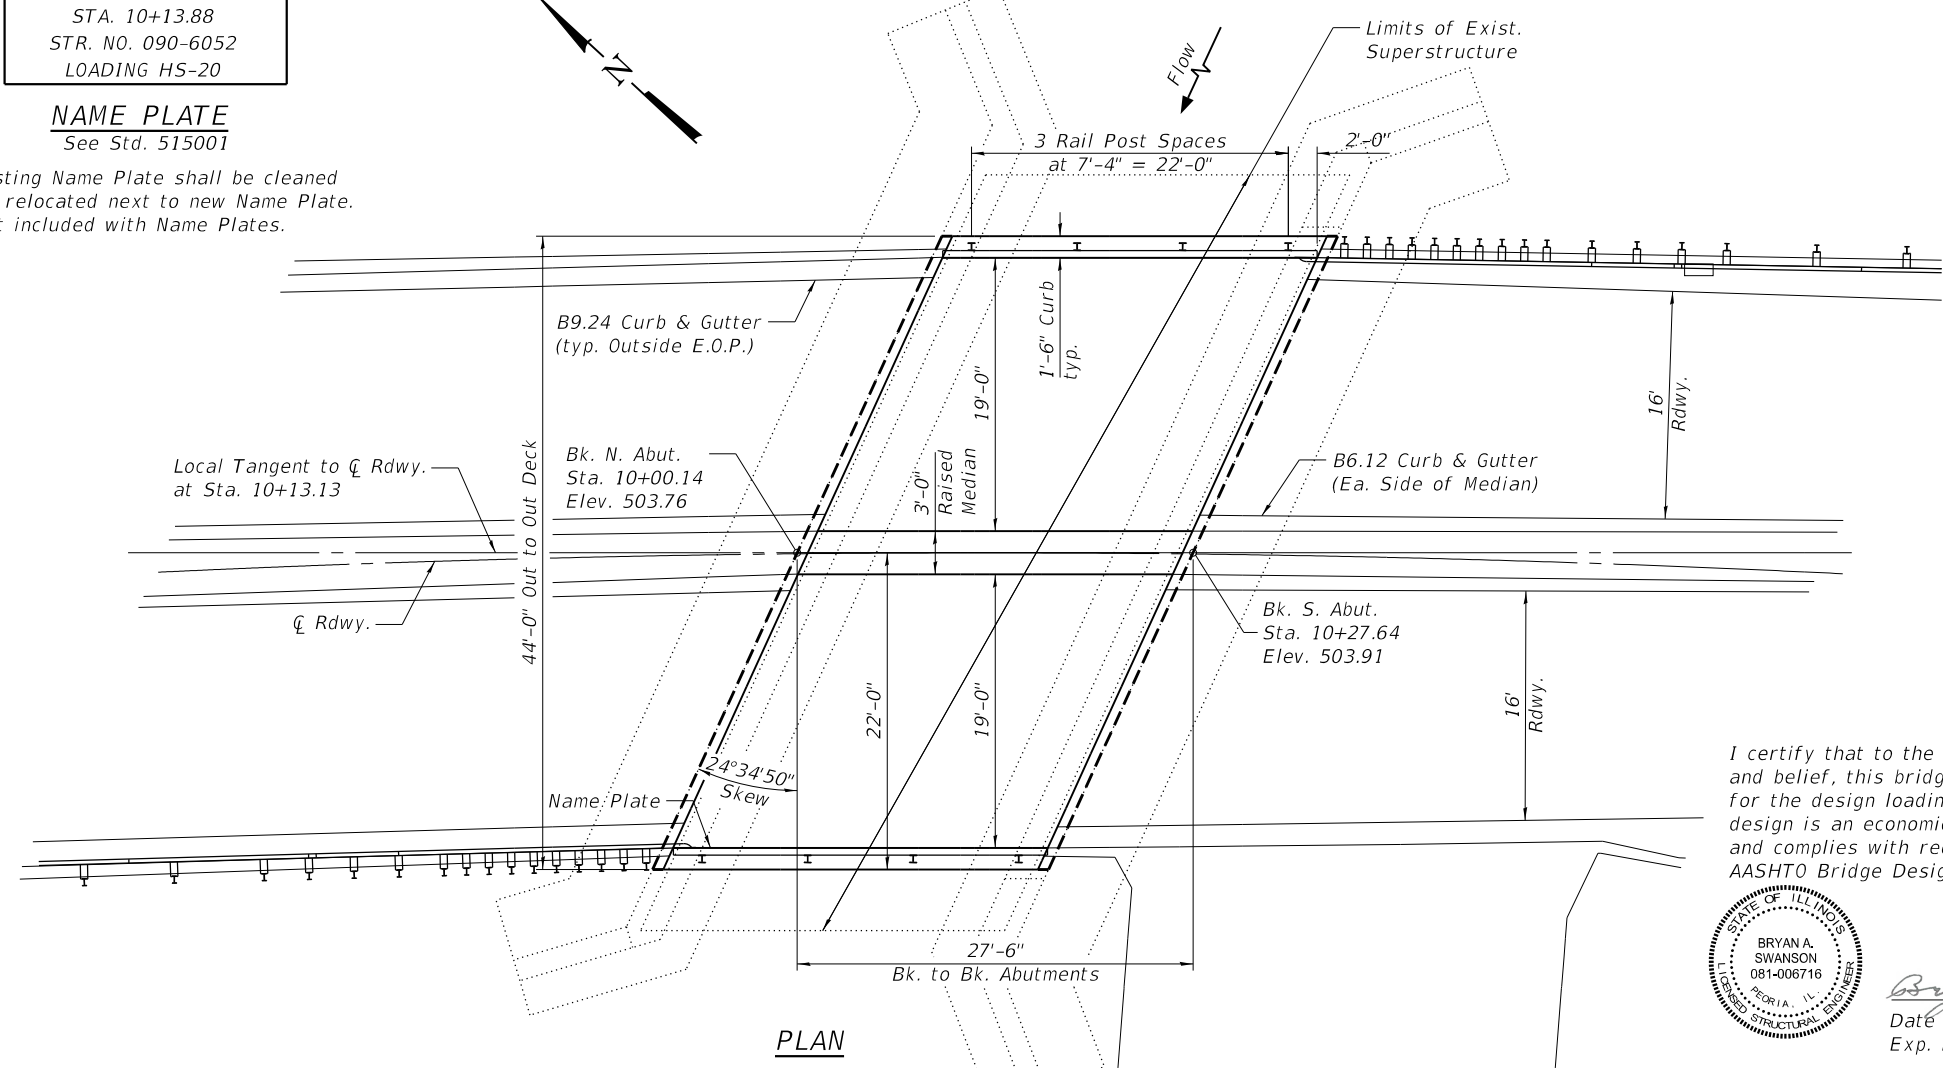 STA. 10+13.88
STR. NO. 090-6052
LOADING HS-20
NAME PLATE
See Std. 515001
sting Name Plate shall be cleaned
relocated next to new Name Plate.
t included with Name Plates.
N
Flow
Limits of Exist.
Superstructure
3 Rail Post Spaces
at 7'-4" = 22'-0"
2'-0"
B9.24 Curb & Gutter
(typ. Outside E.O.P.)
1'-6" Curb
typ.
19'-0"
16'
Rdwy.
44'-0" Out to Out Deck
Local Tangent to ℄ Rdwy.
at Sta. 10+13.13
Bk. N. Abut.
Sta. 10+00.14
Elev. 503.76
3'-0"
Raised
Median
B6.12 Curb & Gutter
(Ea. Side of Median)
℄ Rdwy.
Bk. S. Abut.
Sta. 10+27.64
Elev. 503.91
22'-0"
19'-0"
16'
Rdwy.
24°34'50"
Skew
Name Plate
27'-6"
Bk. to Bk. Abutments
PLAN
I certify that to the
and belief, this bridg
for the design loadin
design is an economi
and complies with re
AASHTO Bridge Desig
STATE OF ILLINOIS
BRYAN A.
SWANSON
081-006716
PEORIA, IL.
LICENSED STRUCTURAL ENGINEER
Date
Exp.